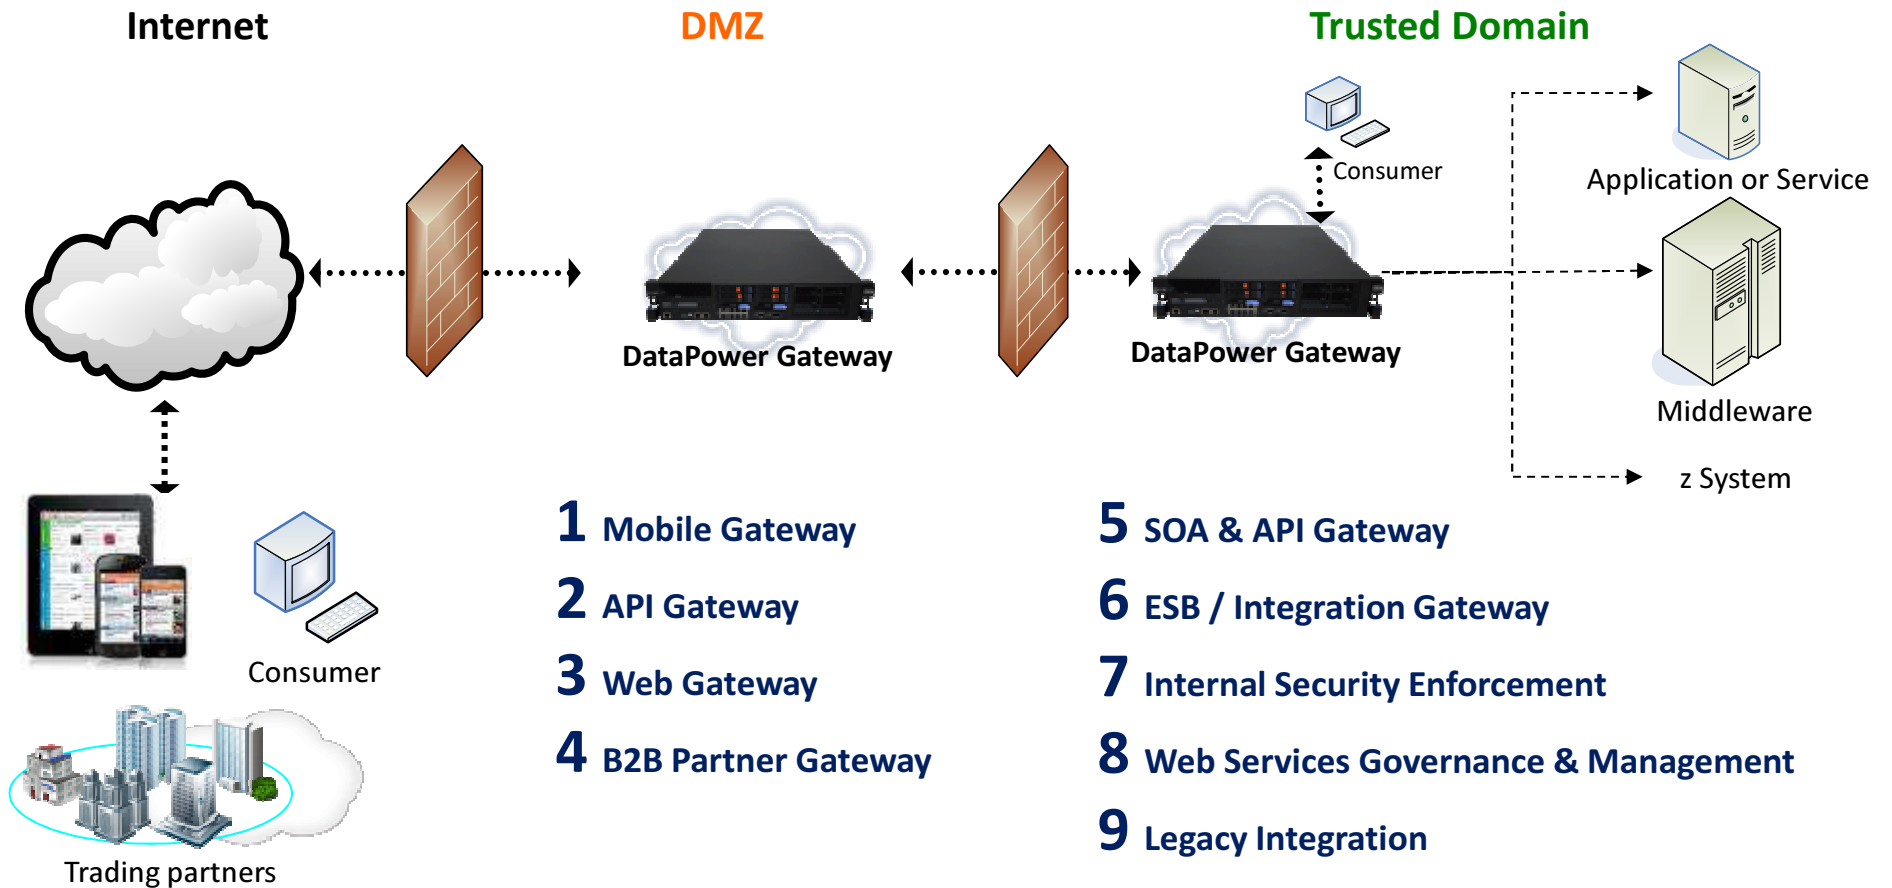 Internet
DMZ
Trusted Domain
Consumer
Application or Service
DataPower Gateway
DataPower Gateway
Middleware
z System
Consumer
Trading partners
1 Mobile Gateway
2 API Gateway
3 Web Gateway
4 B2B Partner Gateway
5 SOA & API Gateway
6 ESB / Integration Gateway
7 Internal Security Enforcement
8 Web Services Governance & Management
9 Legacy Integration